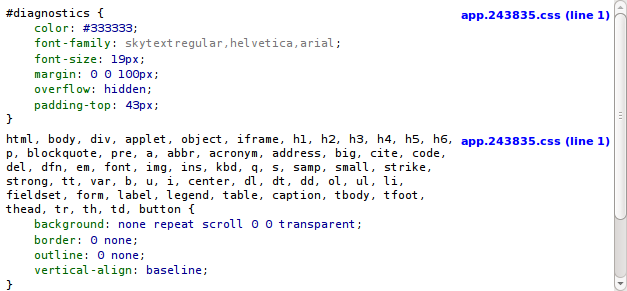 #diagnostics {
app.243835.css (line 1)
color: #333333;
font-family: skytextregular,helvetica,arial;
font-size: 19px;
margin: 0 0 100px;
overflow: hidden;
padding-top: 43px;
}
html, body, div, applet, object, iframe, h1, h2, h3, h4, h5, h6,
app.243835.css (line 1)
p, blockquote, pre, a, abbr, acronym, address, big, cite, code,
del, dfn, em, font, img, ins, kbd, q, s, samp, small, strike,
strong, tt, var, b, u, i, center, dl, dt, dd, ol, ul, li,
fieldset, form, label, legend, table, caption, tbody, tfoot,
thead, tr, th, td, button {
background: none repeat scroll 0 0 transparent;
border: 0 none;
outline: 0 none;
vertical-align: baseline;
}